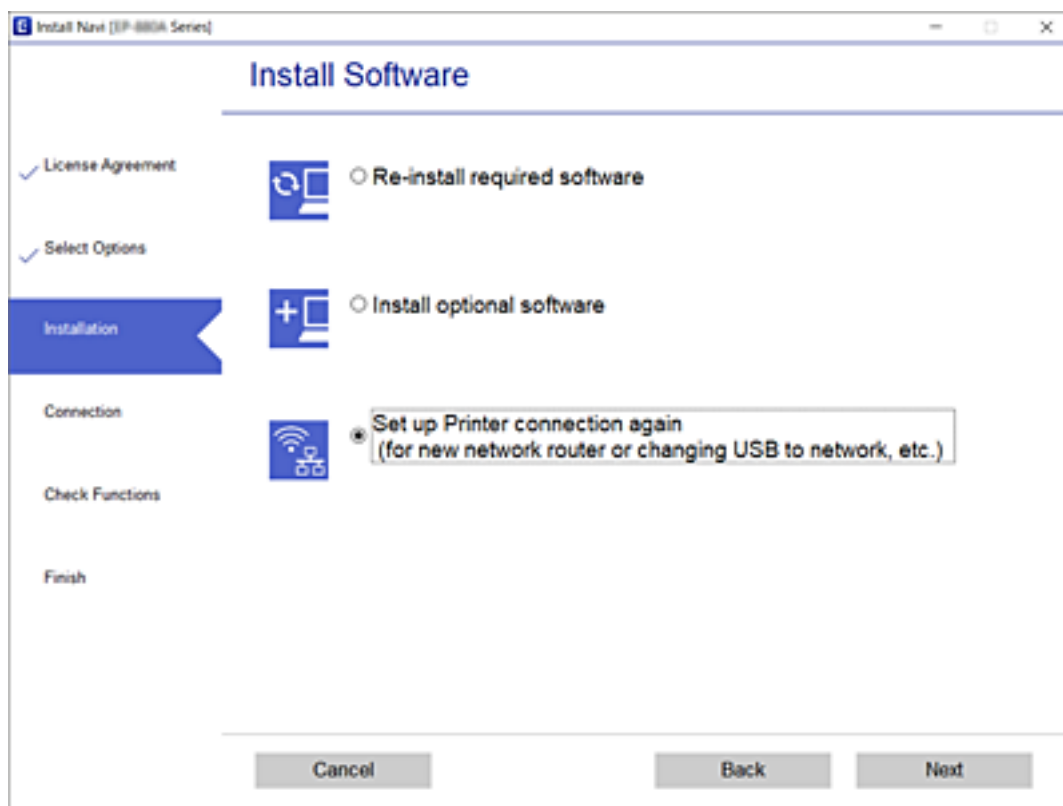 Install Navi [EP-880A Series]
Install Software
License Agreement
Select Options
Installation
Connection
Check Functions
Finish
Re-install required software
Install optional software
Set up Printer connection again
(for new network router or changing USB to network, etc.)
Cancel
Back
Next